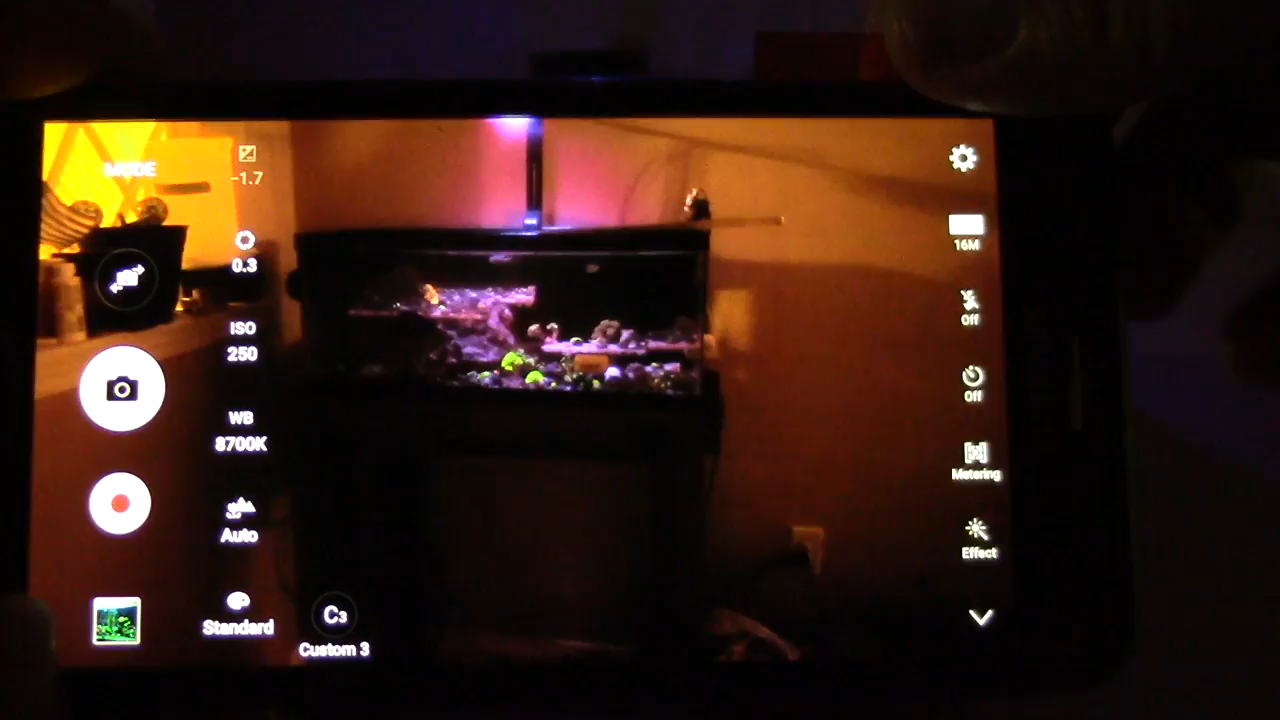 MODE
-1.7
0.3
ISO
250
WB
8700K
Auto
Standard
C3
Custom 3
16M
Off
Off
Metering
Effect